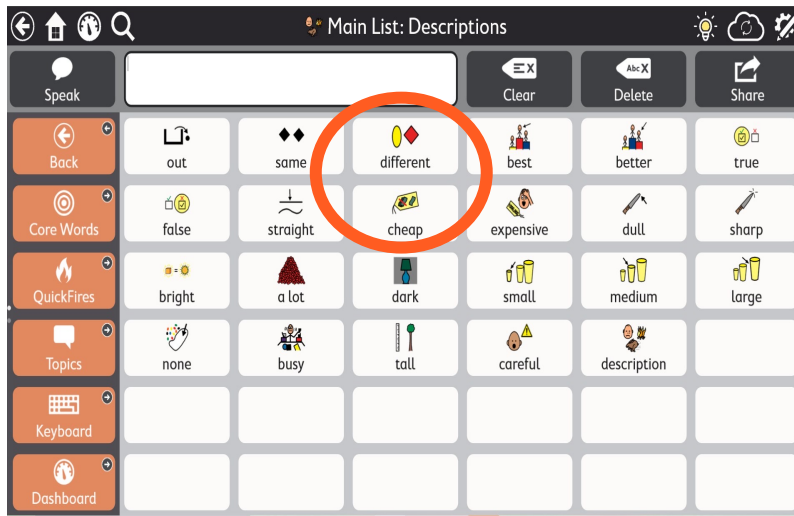 Main List: Descriptions
Speak
Clear
Abc
Delete
Share
Back
out
same
different
best
better
true
Core Words
false
straight
cheap
expensive
dull
sharp
QuickFires
bright
a lot
dark
small
medium
large
Topics
none
busy
tall
careful
description
Keyboard
Dashboard